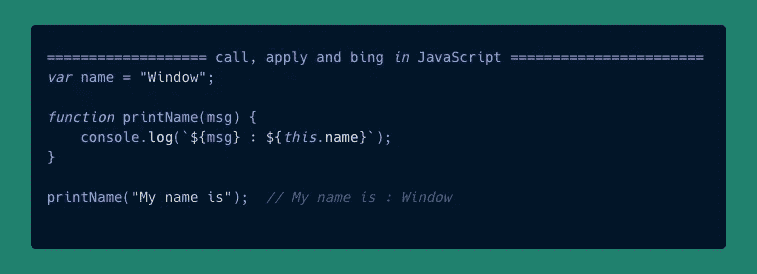 =================== call, apply and bing in JavaScript =======================
var name = "Window";
function printName(msg) {
    console.log(`${msg} : ${this.name}`);
}
printName("My name is");  // My name is : Window